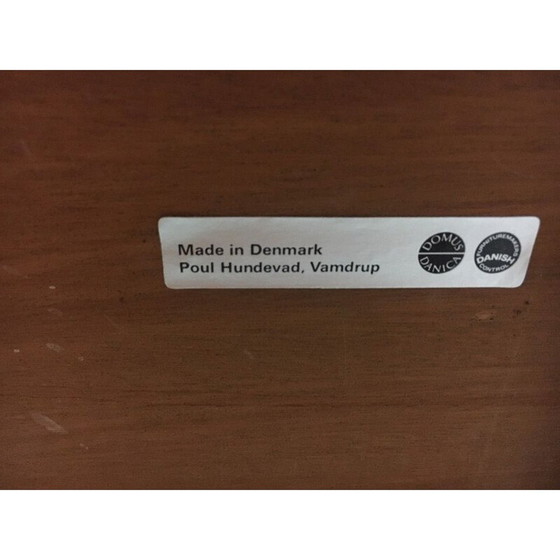 Made in Denmark
Poul Hundevad, Vamdrup
DOMUS
DANICA
FURNITUREMAKERS
DANISH
CONTROL